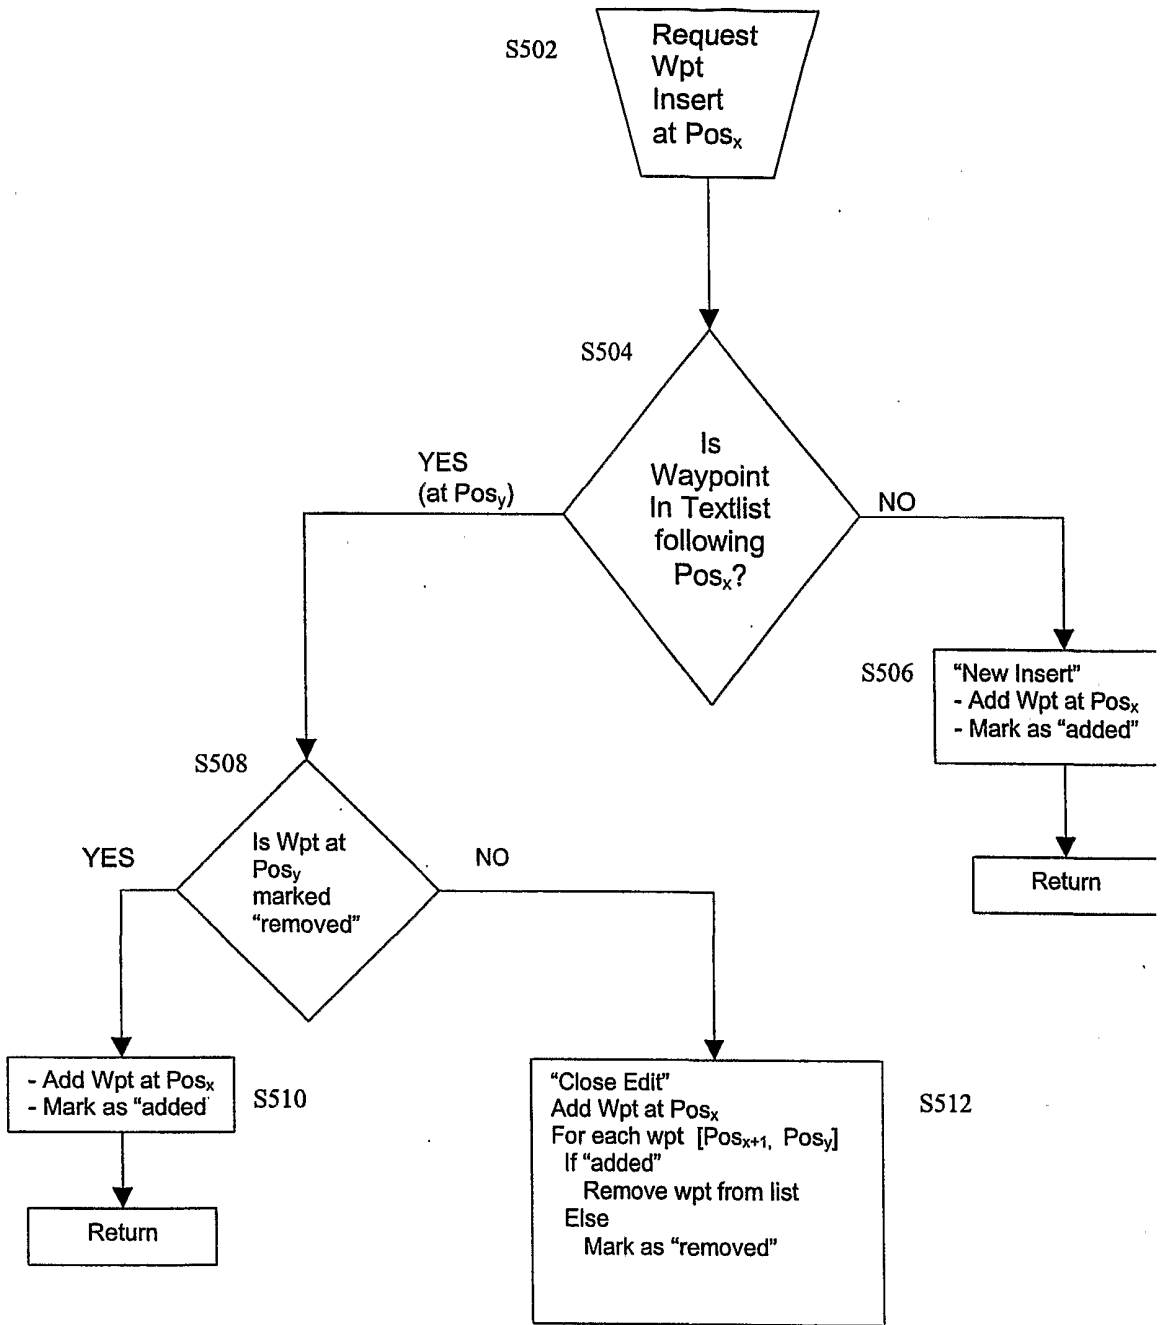 S502
Request
Wpt
Insert
at Posx
S504
Is
Waypoint
In Textlist
following
Posx?
YES
(at Posy)
NO
S506
“New Insert”
- Add Wpt at Posx
- Mark as “added”
Return
S508
Is Wpt at
Posy
marked
“removed”
YES
NO
- Add Wpt at Posx
- Mark as “added
S510
Return
“Close Edit”
Add Wpt at Posx
For each wpt [Posx+1, Posy]
If “added”
Remove wpt from list
Else
Mark as “removed”
S512